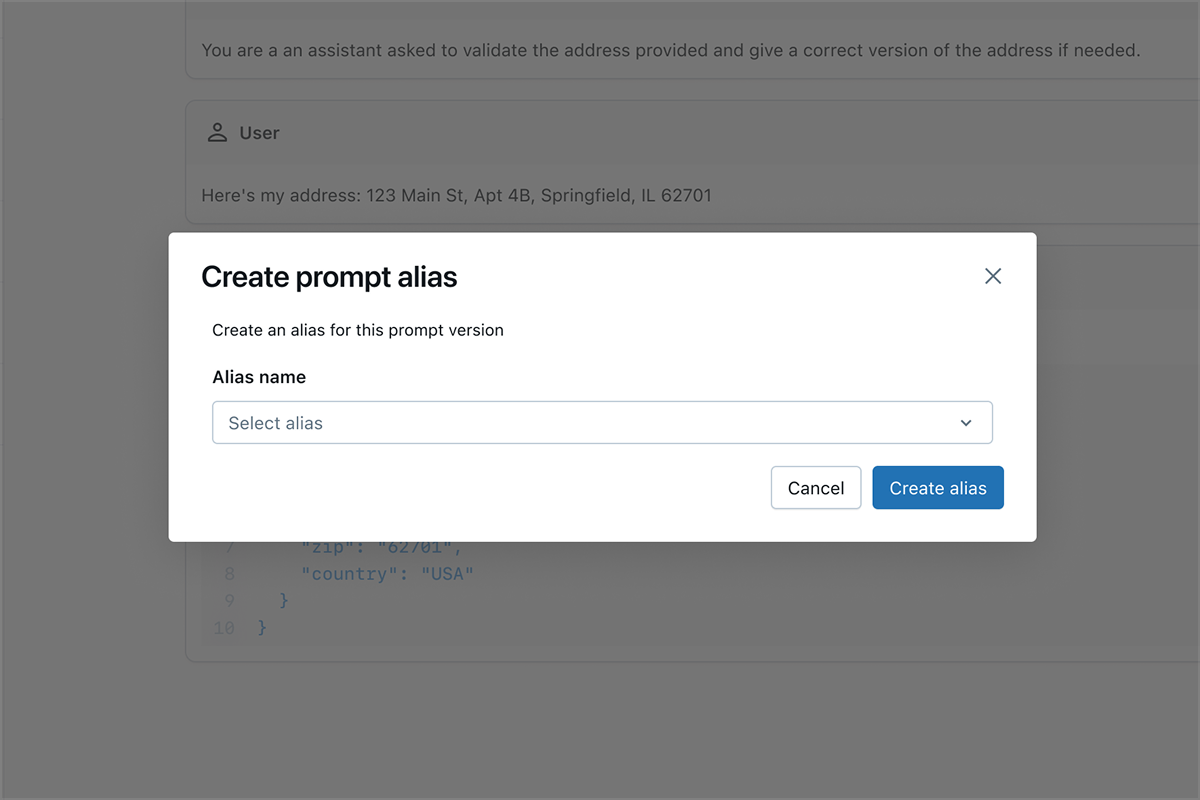 You are a an assistant asked to validate the address provided and give a correct version of the address if needed.
User
Here's my address: 123 Main St, Apt 4B, Springfield, IL 62701
Create prompt alias
Create an alias for this prompt version
Alias name
Select alias
Cancel
Create alias
7 "zip": "62701",
8 "country": "USA"
9 }
10 }